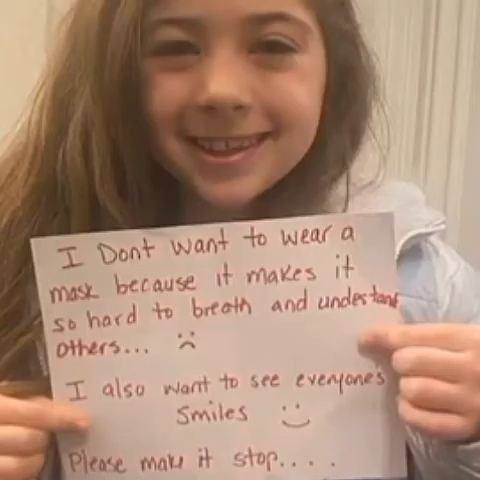 I Dont want to wear a
mask because it makes it
so hard to breath and understand
others... :(
I also want to see everyone's
smiles :)
Please make it stop....